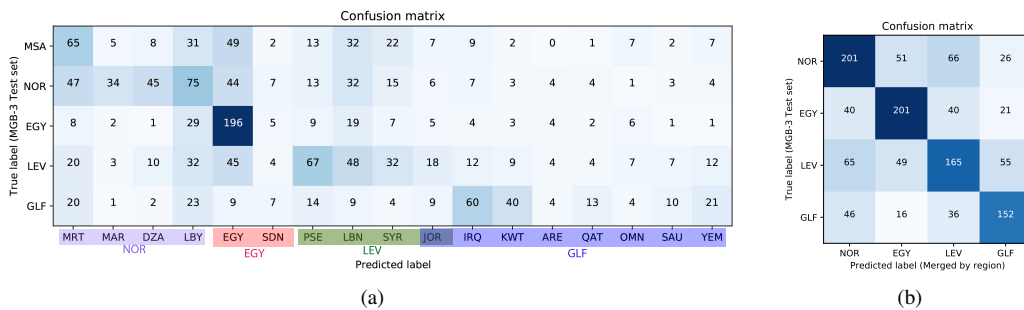 Confusion matrix
True label (MGB-3 Test set)
MSA 65 5 8 31 49 2 13 32 22 7 9 2 0 1 7 2 7
NOR 47 34 45 75 44 7 13 32 15 6 7 3 4 4 1 3 4
EGY 8 2 1 29 196 5 9 19 7 5 4 3 4 2 6 1 1
LEV 20 3 10 32 45 4 67 48 32 18 12 9 4 4 7 7 12
GLF 20 1 2 23 9 7 14 9 4 9 60 40 4 13 4 10 21
MRT MAR DZA LBY EGY SDN PSE LBN SYR JOR IRQ KWT ARE QAT OMN SAU YEM
NOR EGY LEV GLF
Predicted label
(a)
Confusion matrix
True label (MGB-3 Test set)
NOR 201 51 66 26
EGY 40 201 40 21
LEV 65 49 165 55
GLF 46 16 36 152
NOR EGY LEV GLF
Predicted label (Merged by region)
(b)